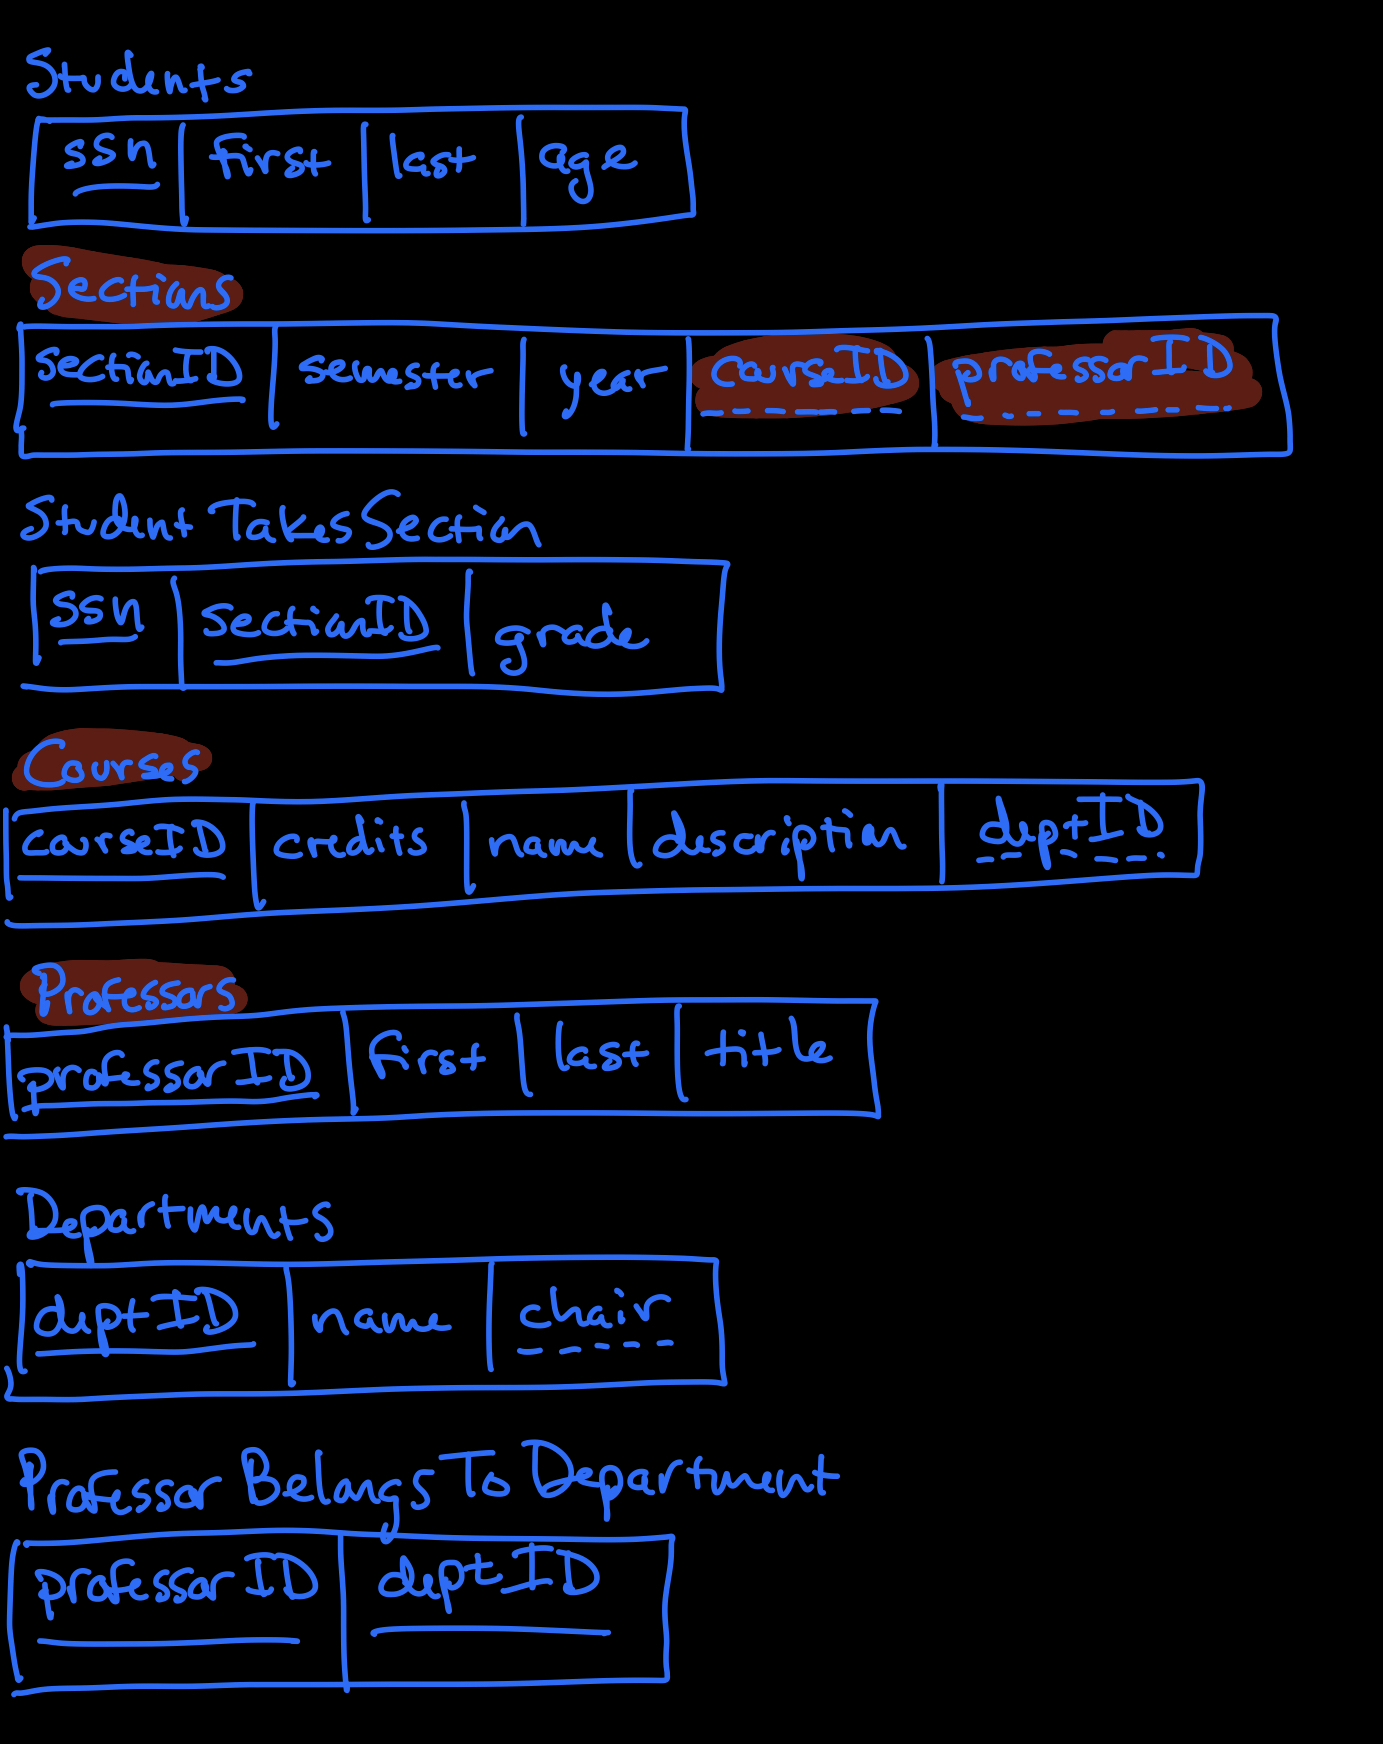 Students
ssn first last age
Sections
sectionID semester year courseID professorID
Student Takes Section
ssn sectionID grade
Courses
courseID credits name description deptID
Professors
professorID first last title
Departments
deptID name chair
Professor Belongs To Department
professorID deptID